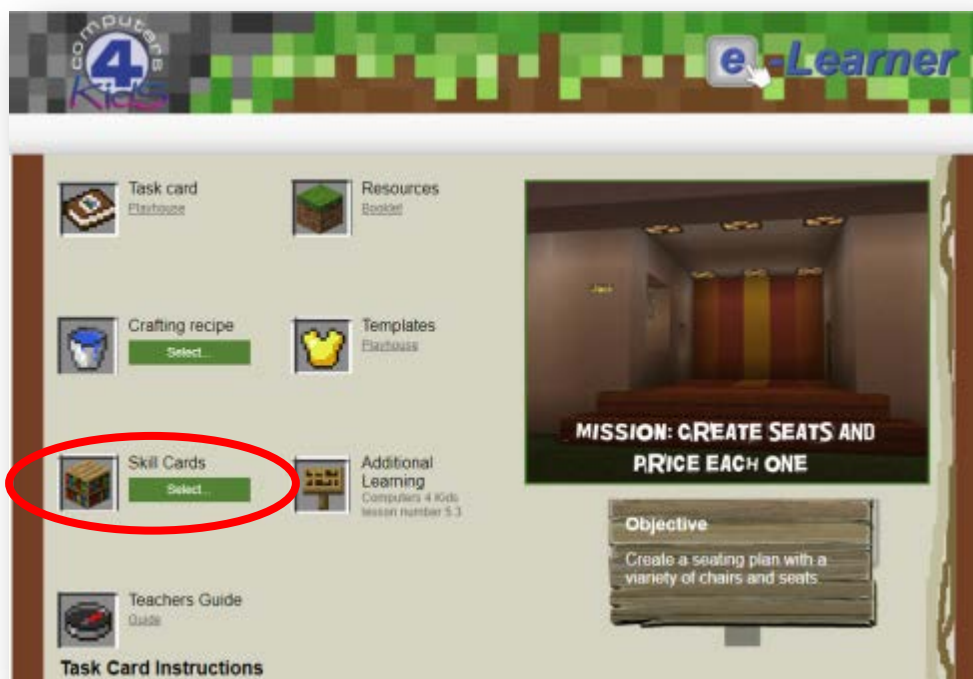 computers
4
Kids
e-Learner
Task card
Playhouse
Resources
Booklet
Crafting recipe
Select...
Templates
Playhouse
Skill Cards
Select...
Additional
Learning
Computers 4 Kids
lesson number 5.3
Teachers Guide
Guide
Task Card Instructions
MISSION: CREATE SEATS AND
PRICE EACH ONE
Objective
Create a seating plan with a
viariety of chairs and seats.